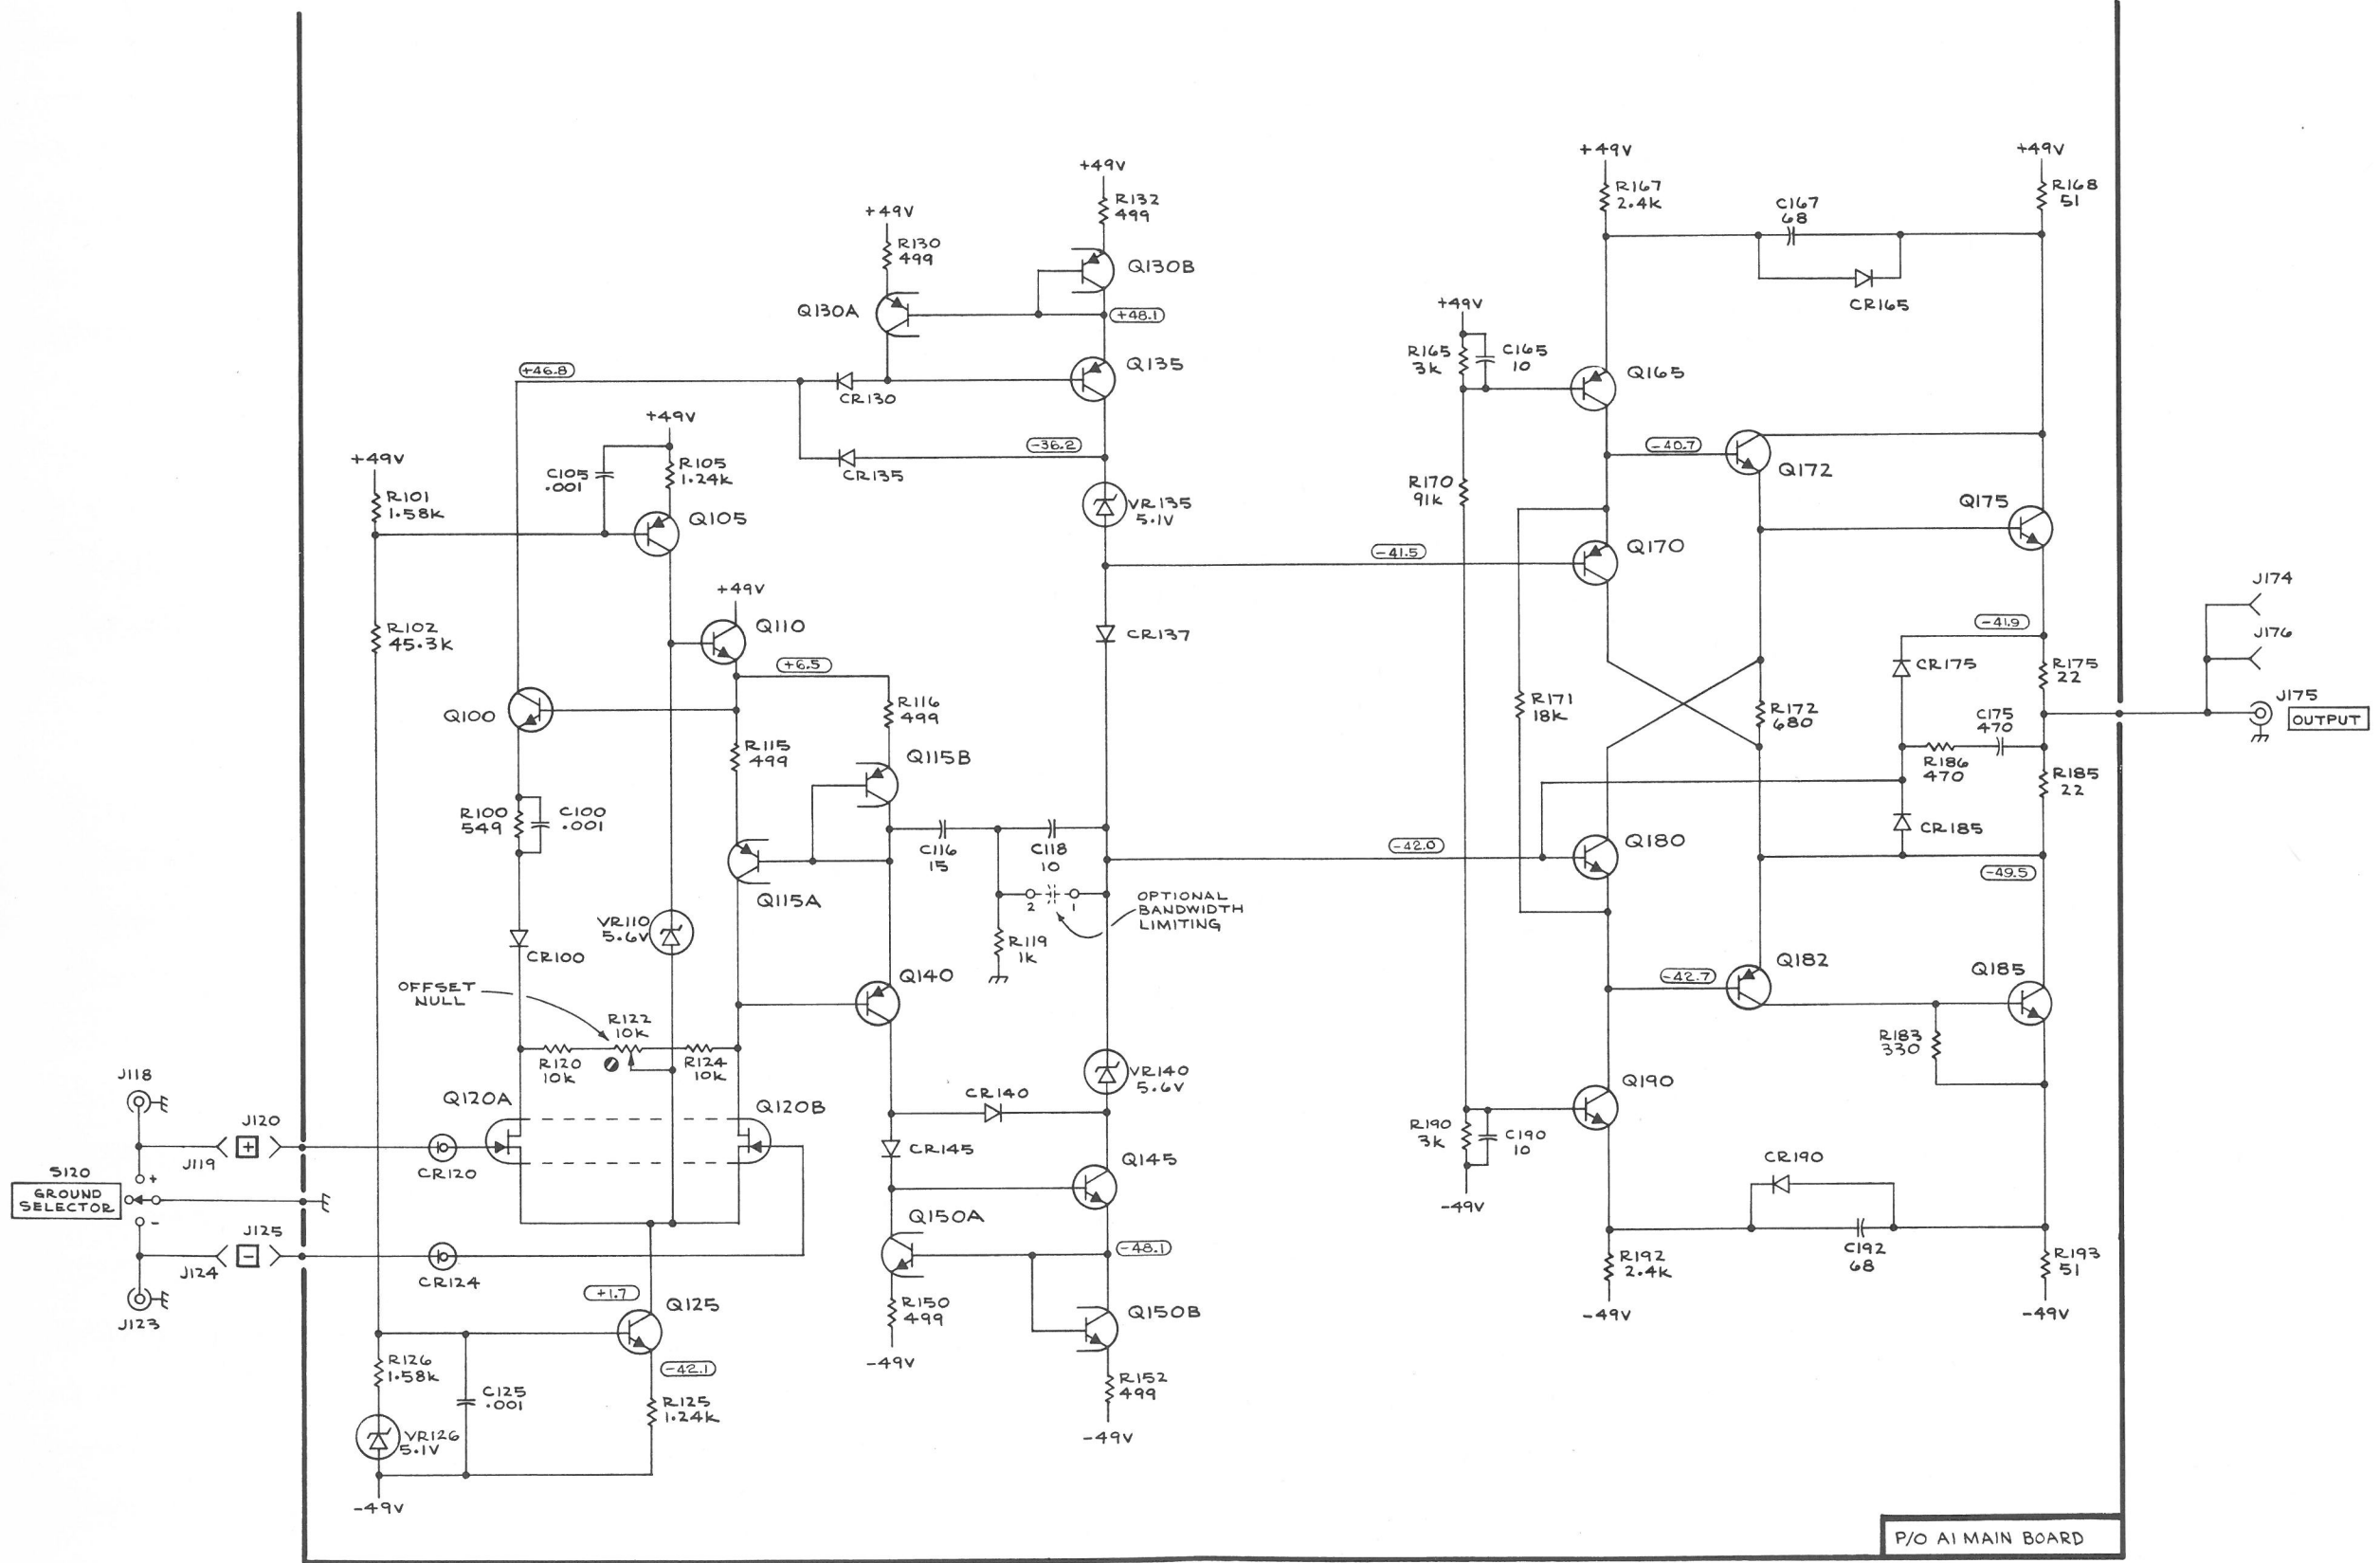 +49V
R132
499
+49V
R130
499
Q130B
Q130A
+48.1
Q135
+46.8
CR130
-36.2
CR135
+49V
C105
.001
R105
1.24K
+49V
R101
1.58K
Q105
VR135
5.1V
+49V
Q110
R102
45.3K
+6.5
CR137
Q100
R116
499
R115
499
Q115B
R100
549
C100
.001
C116
15
C118
10
Q115A
2
1
OPTIONAL
BANDWIDTH
LIMITING
VR110
5.6V
R119
1K
CR100
Q140
OFFSET
NULL
R122
10K
R120
10K
R124
10K
VR140
5.6V
J118
Q120A
Q120B
CR140
J120
+
J119
CR120
CR145
Q145
S120
GROUND
SELECTOR
+
-
J125
-
J124
CR124
J123
Q150A
-48.1
+1.7
Q125
R150
499
-49V
Q150B
-42.1
R126
1.58K
C125
.001
R125
1.24K
R152
499
-49V
VR126
5.1V
-49V
+49V
R167
2.4K
C167
68
+49V
R168
51
CR165
+49V
R165
3K
C165
10
Q165
-40.7
Q172
R170
91K
Q175
-41.5
Q170
-41.9
J174
J176
CR175
R175
22
J175
OUTPUT
R171
18K
R172
680
C175
470
R186
470
R185
22
CR185
Q180
-42.0
-49.5
-42.7
Q182
Q185
R183
330
Q190
R190
3K
C190
10
CR190
-49V
C192
68
R192
2.4K
-49V
R193
51
-49V
P/O A1 MAIN BOARD